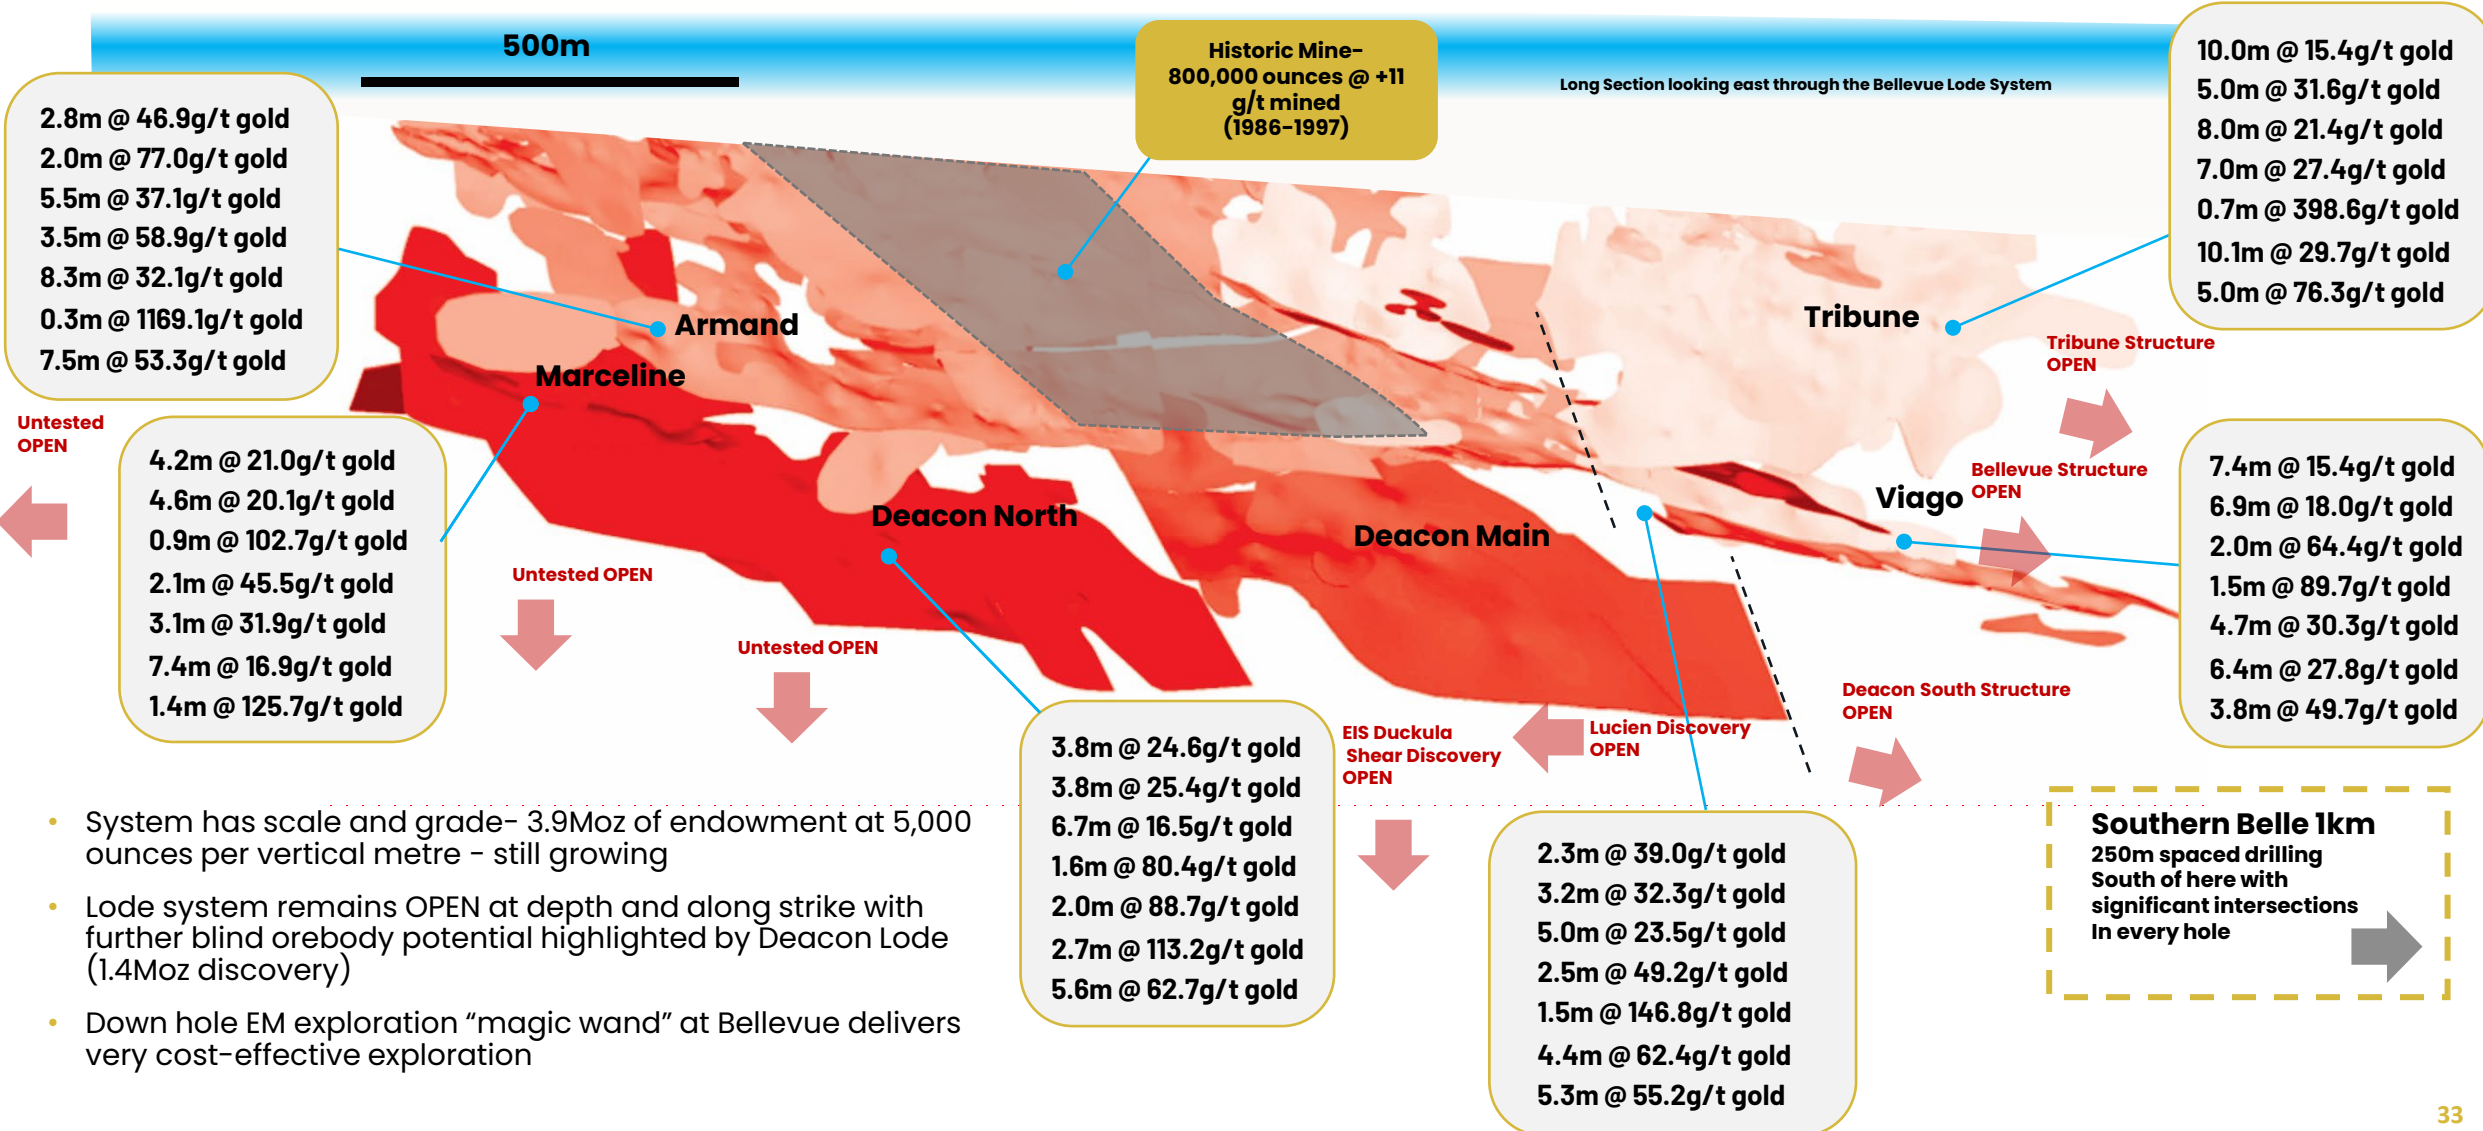 500m
Historic Mine-
800,000 ounces @ +11
g/t mined
(1986-1997)
Long Section looking east through the Bellevue Lode System
10.0m @ 15.4g/t gold
5.0m @ 31.6g/t gold
8.0m @ 21.4g/t gold
7.0m @ 27.4g/t gold
0.7m @ 398.6g/t gold
10.1m @ 29.7g/t gold
5.0m @ 76.3g/t gold
2.8m @ 46.9g/t gold
2.0m @ 77.0g/t gold
5.5m @ 37.1g/t gold
3.5m @ 58.9g/t gold
8.3m @ 32.1g/t gold
0.3m @ 1169.1g/t gold
7.5m @ 53.3g/t gold
Armand
Marceline
Tribune
Tribune Structure
OPEN
Untested
OPEN
4.2m @ 21.0g/t gold
4.6m @ 20.1g/t gold
0.9m @ 102.7g/t gold
2.1m @ 45.5g/t gold
3.1m @ 31.9g/t gold
7.4m @ 16.9g/t gold
1.4m @ 125.7g/t gold
Deacon North
Deacon Main
Viago
Bellevue Structure
OPEN
7.4m @ 15.4g/t gold
6.9m @ 18.0g/t gold
2.0m @ 64.4g/t gold
1.5m @ 89.7g/t gold
4.7m @ 30.3g/t gold
6.4m @ 27.8g/t gold
3.8m @ 49.7g/t gold
Untested OPEN
Untested OPEN
Deacon South Structure
OPEN
EIS Duckula
Shear Discovery
OPEN
Lucien Discovery
OPEN
3.8m @ 24.6g/t gold
3.8m @ 25.4g/t gold
6.7m @ 16.5g/t gold
1.6m @ 80.4g/t gold
2.0m @ 88.7g/t gold
2.7m @ 113.2g/t gold
5.6m @ 62.7g/t gold
2.3m @ 39.0g/t gold
3.2m @ 32.3g/t gold
5.0m @ 23.5g/t gold
2.5m @ 49.2g/t gold
1.5m @ 146.8g/t gold
4.4m @ 62.4g/t gold
5.3m @ 55.2g/t gold
Southern Belle 1km
250m spaced drilling
South of here with
significant intersections
In every hole
• System has scale and grade- 3.9Moz of endowment at 5,000
ounces per vertical metre - still growing
• Lode system remains OPEN at depth and along strike with
further blind orebody potential highlighted by Deacon Lode
(1.4Moz discovery)
• Down hole EM exploration “magic wand” at Bellevue delivers
very cost-effective exploration
33